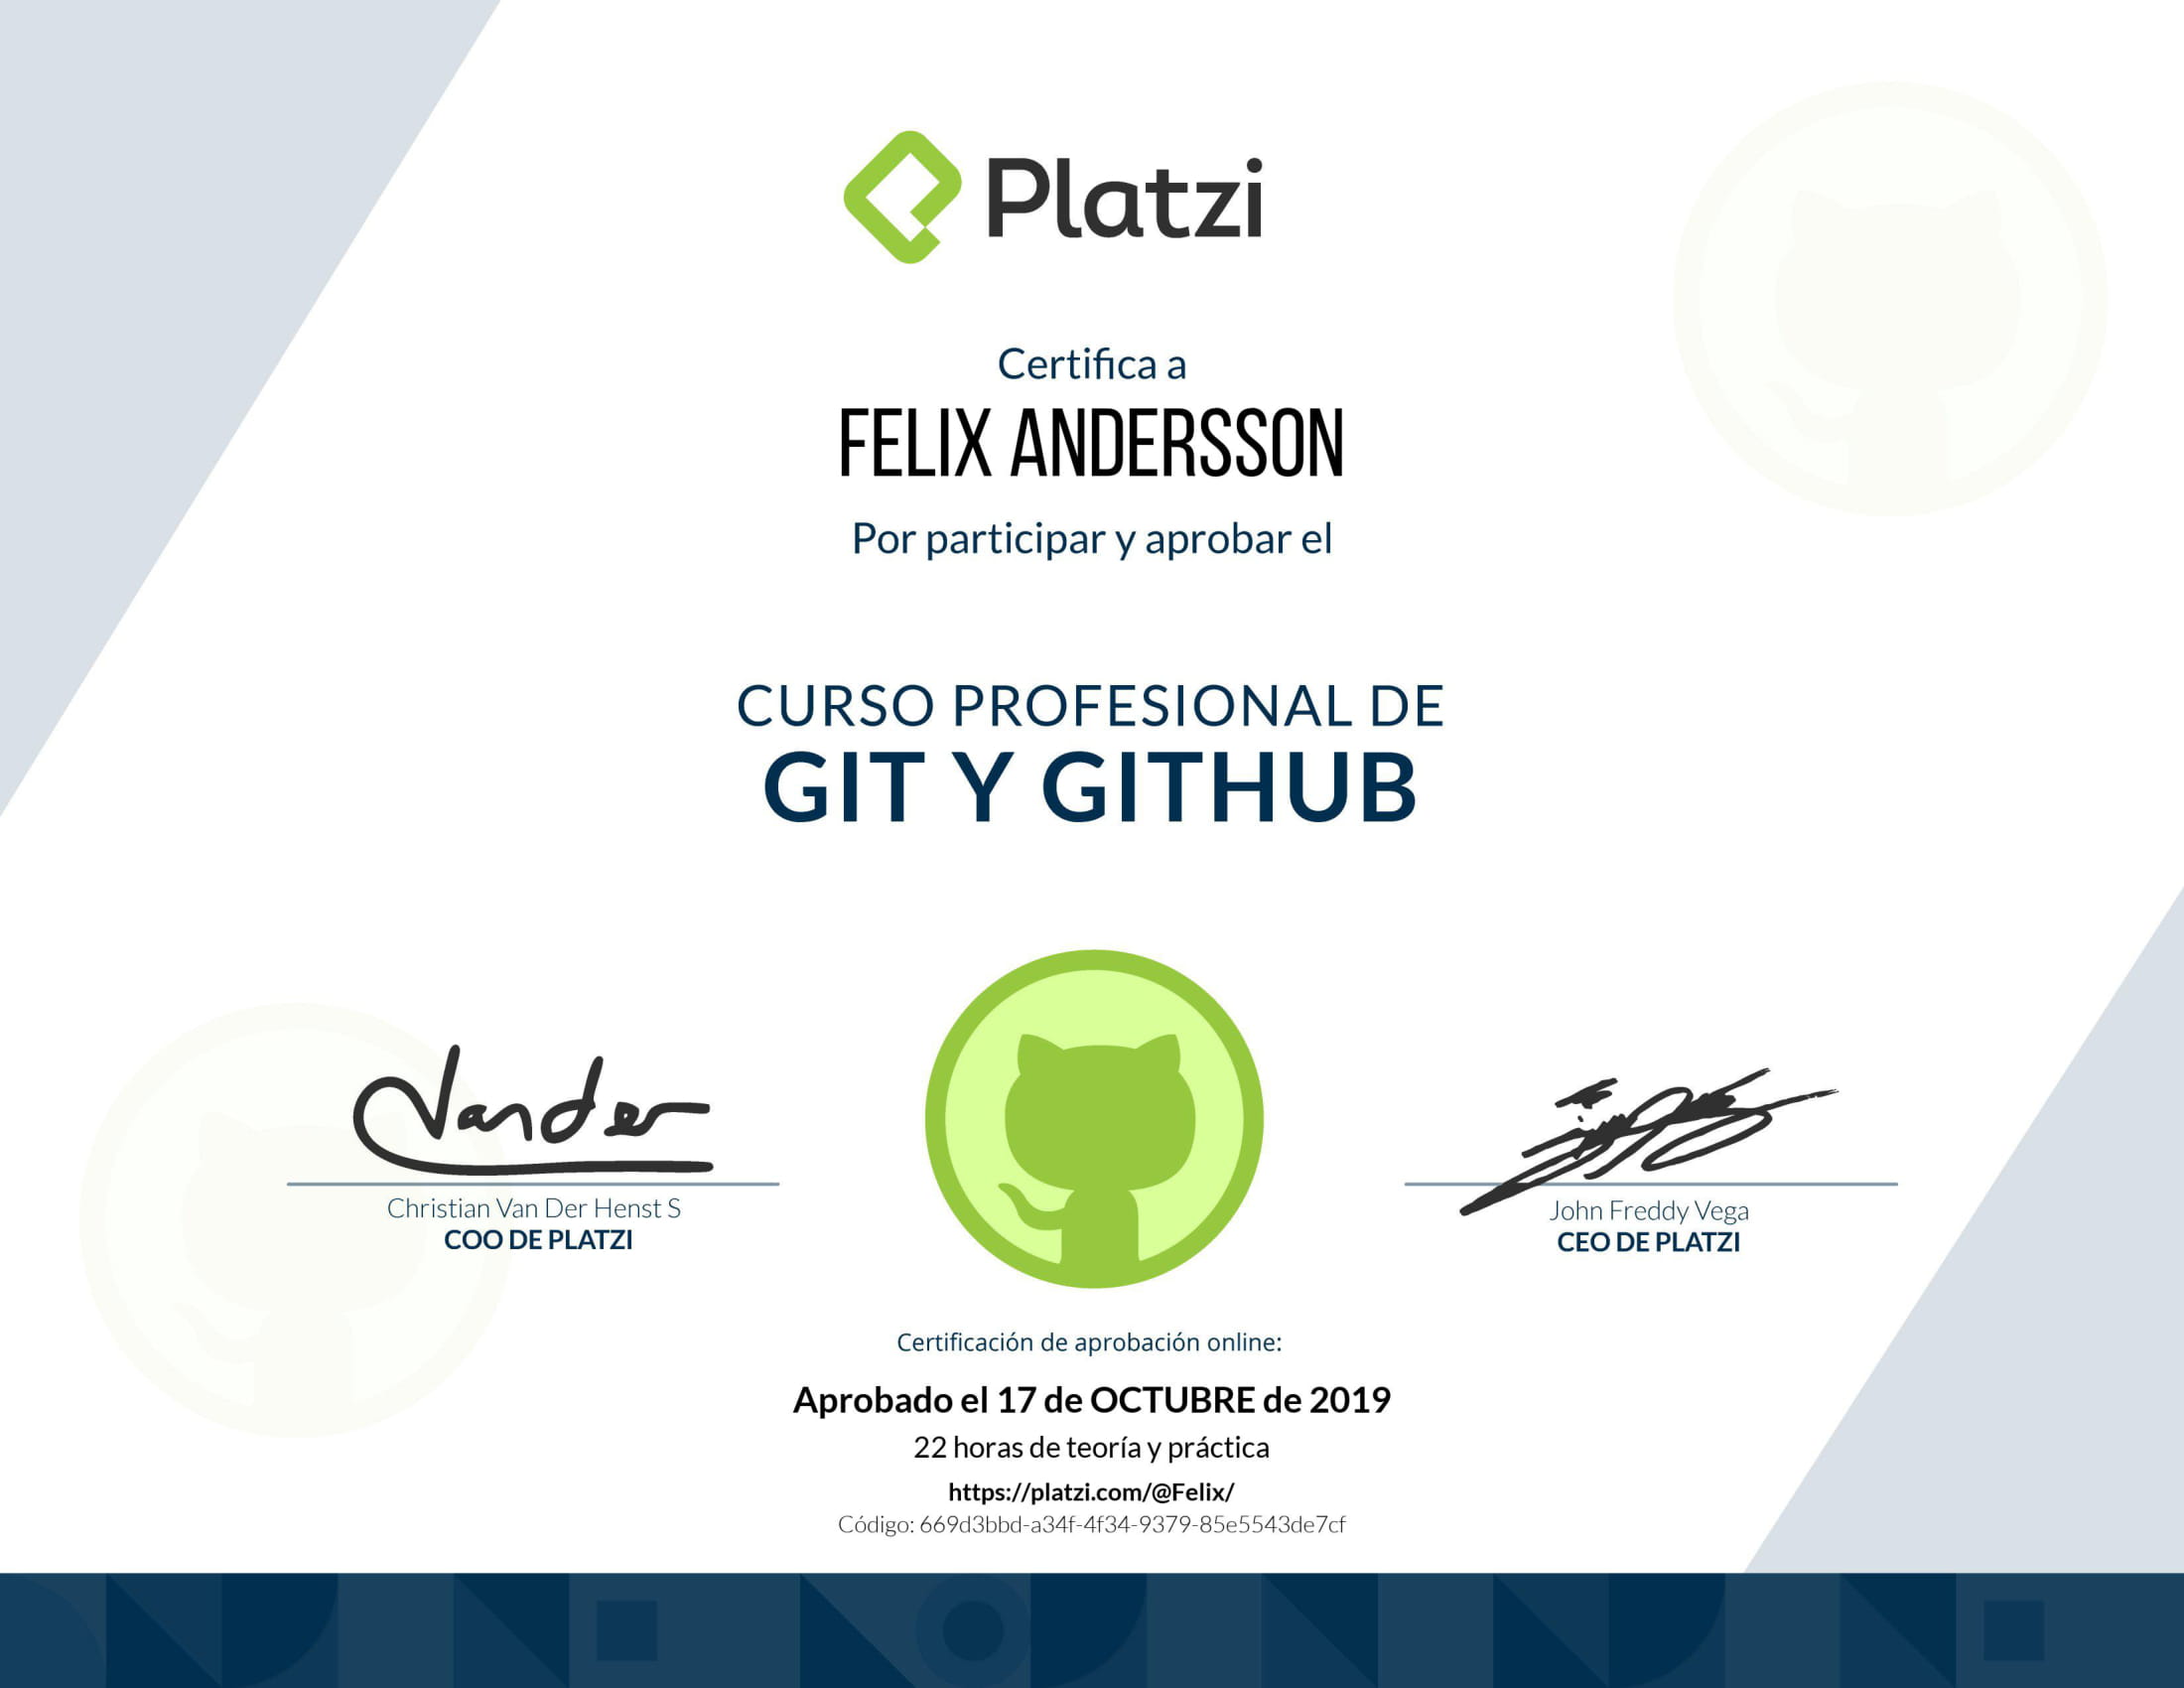 Platzi
Certifica a
FELIX ANDERSSON
Por participar y aprobar el
CURSO PROFESIONAL DE
GIT Y GITHUB
Vander
Christian Van Der Henst S
COO DE PLATZI
John Freddy Vega
CEO DE PLATZI
Certificación de aprobación online:
Aprobado el 17 de OCTUBRE de 2019
22 horas de teoría y práctica
https://platzi.com/@Felix/
Código: 669d3bbd-a34f-4f34-9379-85e5543de7cf